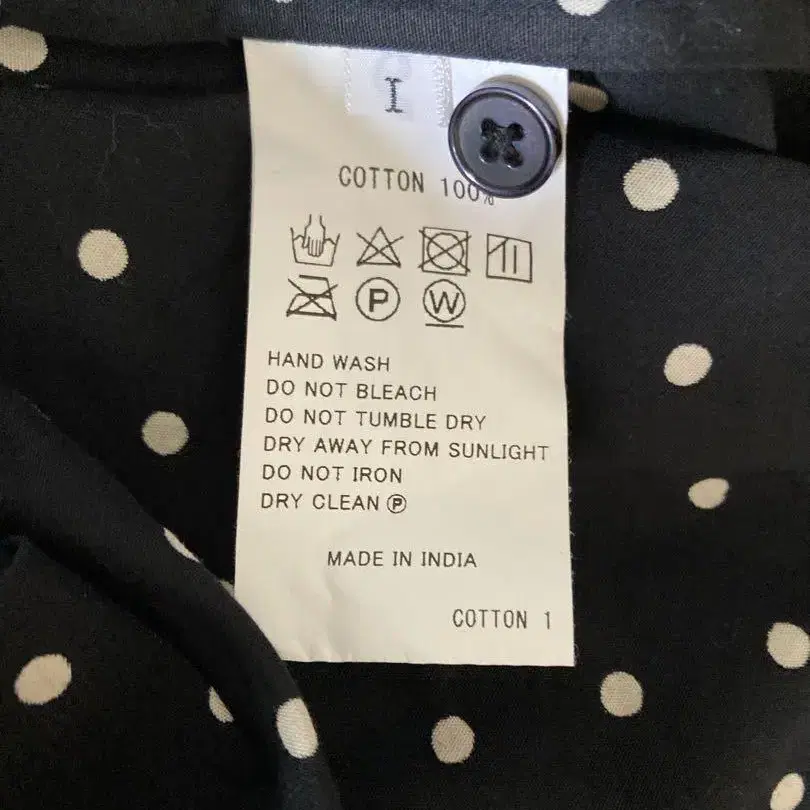 COTTON 100%
P W
HAND WASH
DO NOT BLEACH
DO NOT TUMBLE DRY
DRY AWAY FROM SUNLIGHT
DO NOT IRON
DRY CLEAN Ⓟ
MADE IN INDIA
COTTON 1